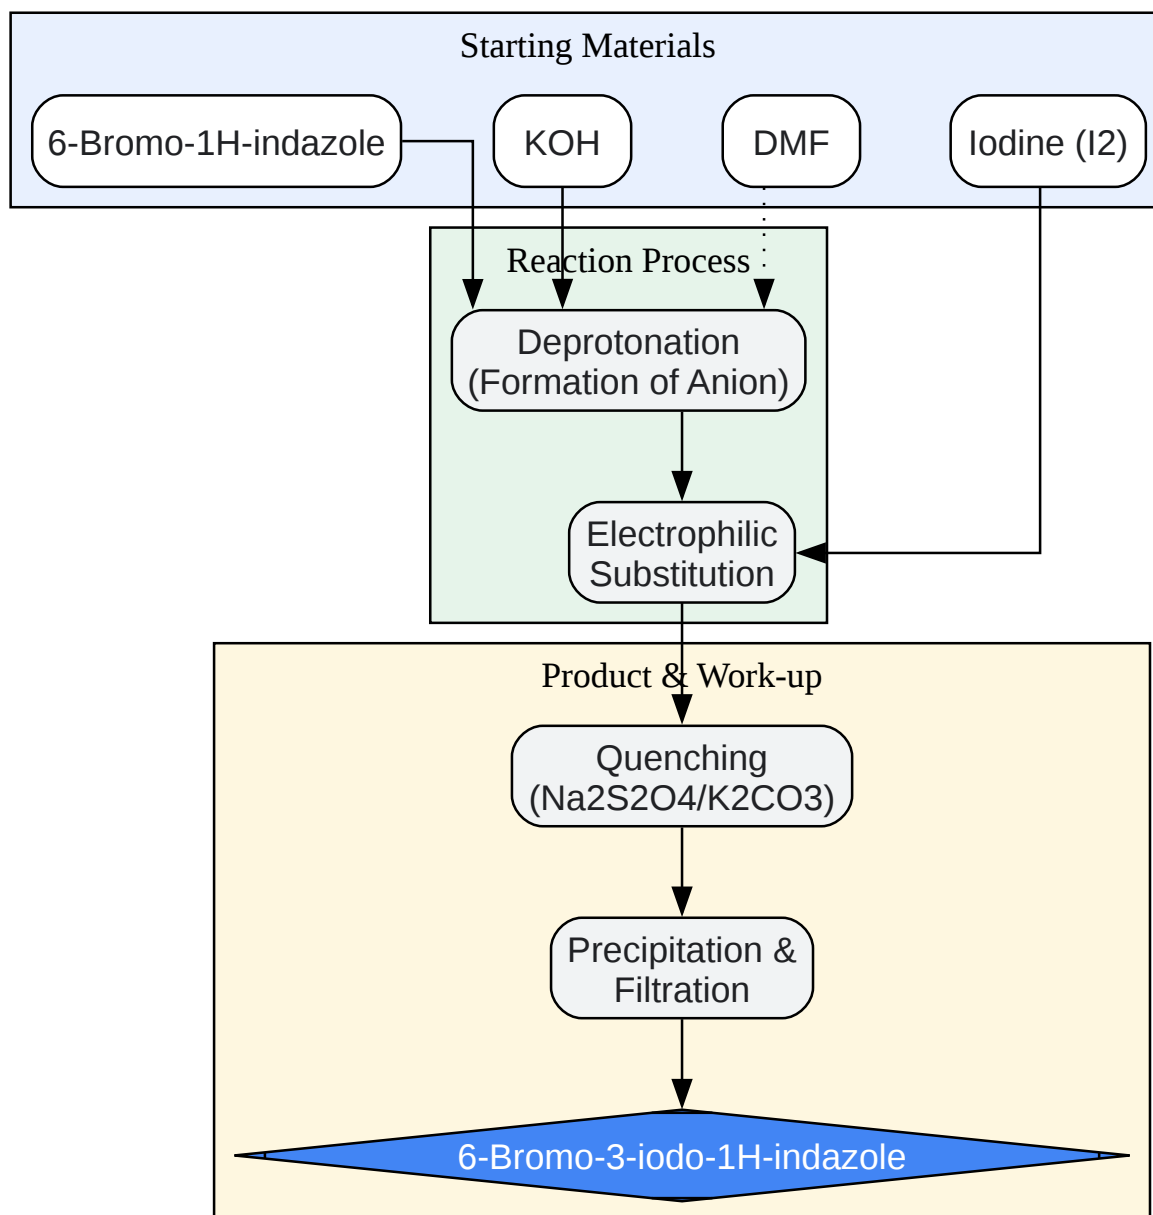 Starting Materials
6-Bromo-1H-indazole
KOH
DMF
Iodine (I2)
Reaction Process
Deprotonation
(Formation of Anion)
Electrophilic
Substitution
Product & Work-up
Quenching
(Na2S2O4/K2CO3)
Precipitation &
Filtration
6-Bromo-3-iodo-1H-indazole